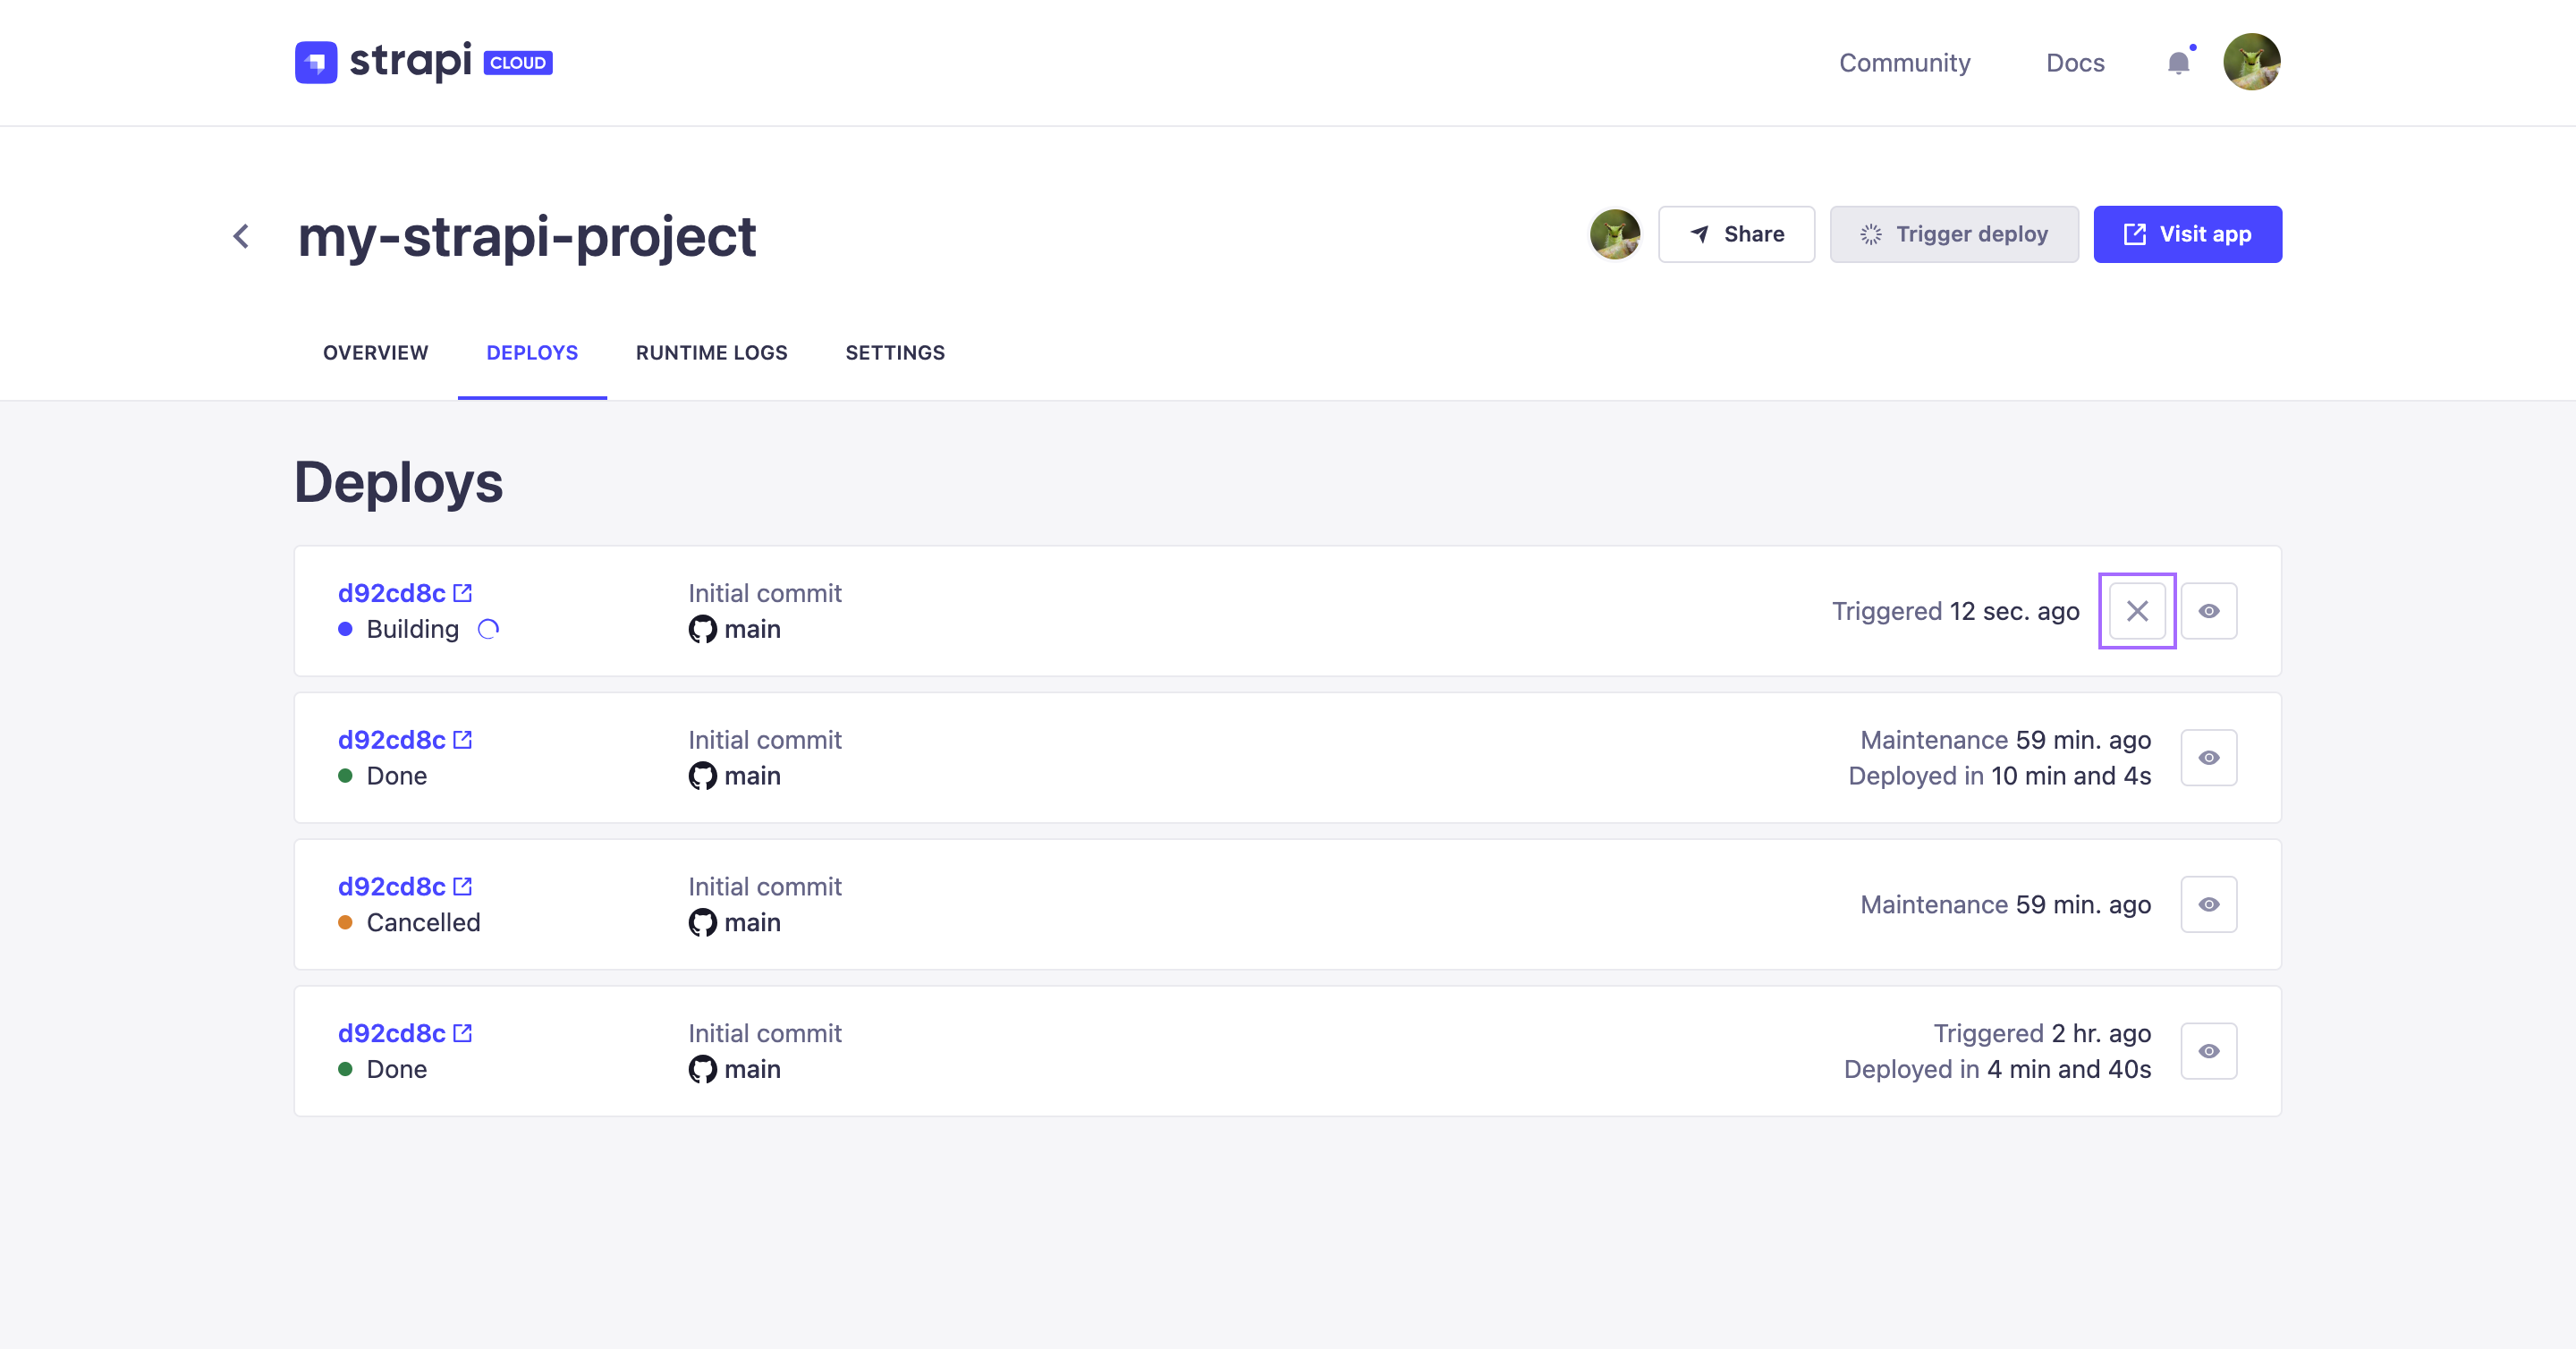 strapi CLOUD
Community Docs
my-strapi-project
Share Trigger deploy Visit app
OVERVIEW DEPLOYS RUNTIME LOGS SETTINGS
Deploys
d92cd8c
Building
Initial commit
main
Triggered 12 sec. ago
d92cd8c
Done
Initial commit
main
Maintenance 59 min. ago
Deployed in 10 min and 4s
d92cd8c
Cancelled
Initial commit
main
Maintenance 59 min. ago
d92cd8c
Done
Initial commit
main
Triggered 2 hr. ago
Deployed in 4 min and 40s